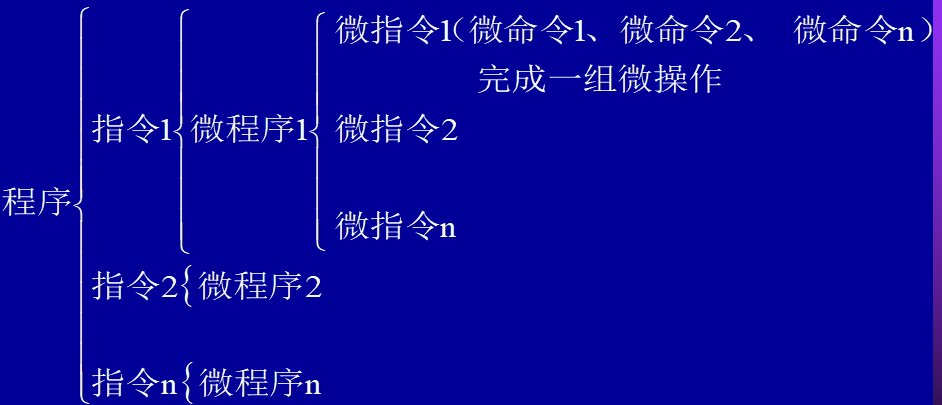 微指令1（微命令1、微命令2、 微命令n）
完成一组微操作
指令1{微程序1{微指令2
程序{
微指令n
指令2{微程序2
指令n{微程序n